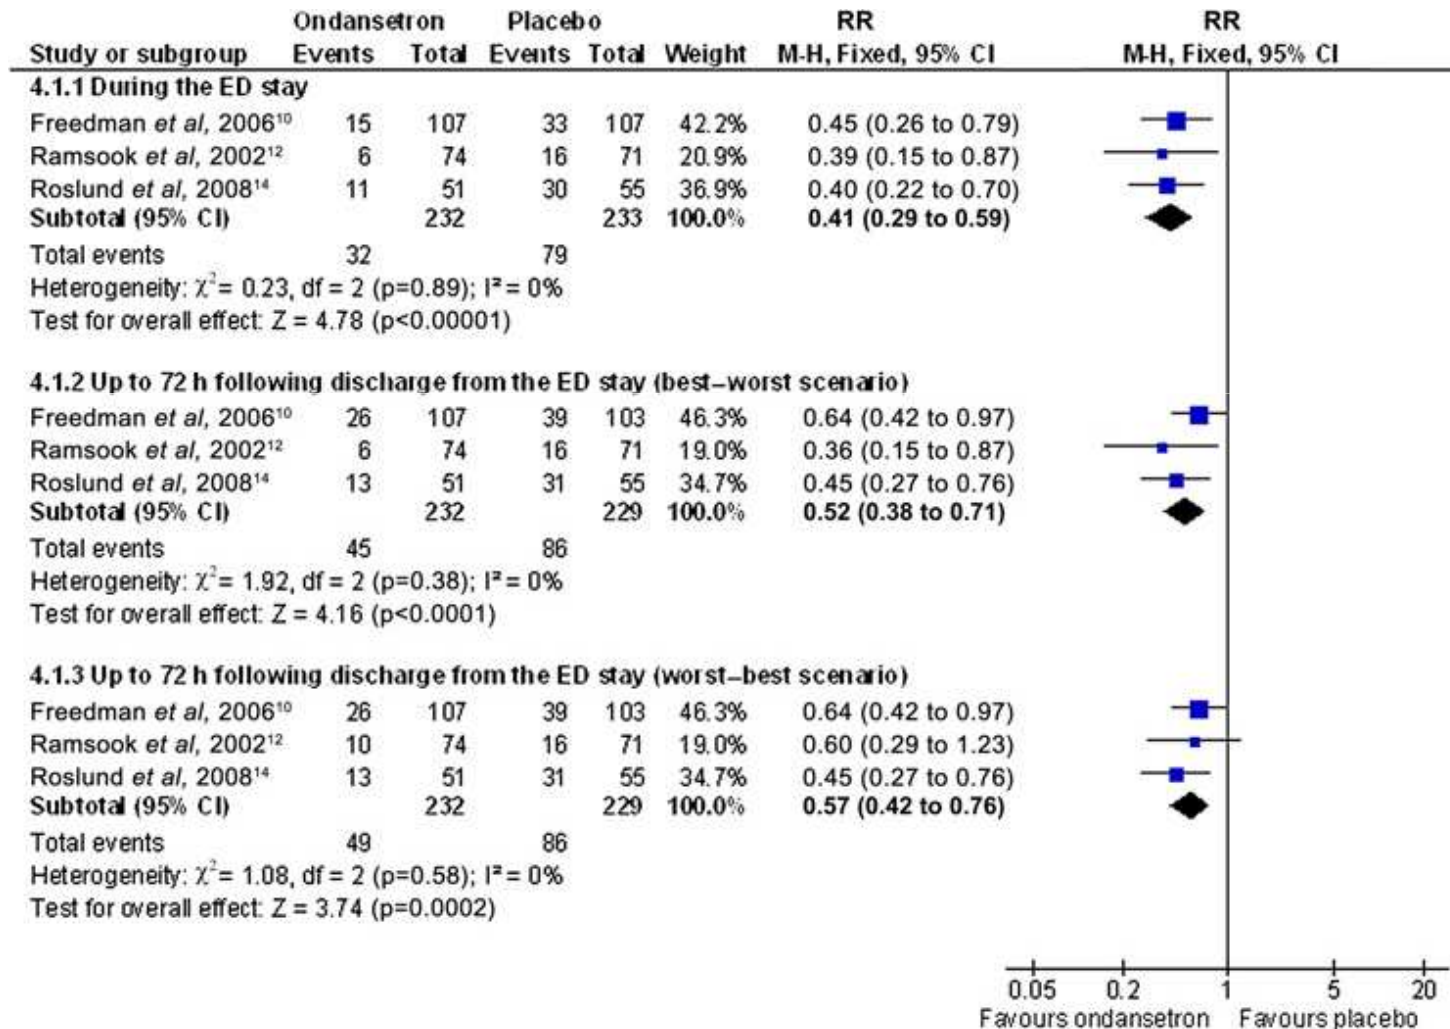 Ondansetron Placebo RR RR
Study or subgroup Events Total Events Total Weight M-H, Fixed, 95% CI M-H, Fixed, 95% CI
4.1.1 During the ED stay
Freedman et al, 2006¹⁰ 15 107 33 107 42.2% 0.45 (0.26 to 0.79)
Ramsook et al, 2002¹² 6 74 16 71 20.9% 0.39 (0.15 to 0.87)
Roslund et al, 2008¹⁴ 11 51 30 55 36.9% 0.40 (0.22 to 0.70)
Subtotal (95% CI) 232 233 100.0% 0.41 (0.29 to 0.59)
Total events 32 79
Heterogeneity: χ²= 0.23, df = 2 (p=0.89); I² = 0%
Test for overall effect: Z = 4.78 (p<0.00001)
4.1.2 Up to 72 h following discharge from the ED stay (best–worst scenario)
Freedman et al, 2006¹⁰ 26 107 39 103 46.3% 0.64 (0.42 to 0.97)
Ramsook et al, 2002¹² 6 74 16 71 19.0% 0.36 (0.15 to 0.87)
Roslund et al, 2008¹⁴ 13 51 31 55 34.7% 0.45 (0.27 to 0.76)
Subtotal (95% CI) 232 229 100.0% 0.52 (0.38 to 0.71)
Total events 45 86
Heterogeneity: χ²= 1.92, df = 2 (p=0.38); I² = 0%
Test for overall effect: Z = 4.16 (p<0.0001)
4.1.3 Up to 72 h following discharge from the ED stay (worst–best scenario)
Freedman et al, 2006¹⁰ 26 107 39 103 46.3% 0.64 (0.42 to 0.97)
Ramsook et al, 2002¹² 10 74 16 71 19.0% 0.60 (0.29 to 1.23)
Roslund et al, 2008¹⁴ 13 51 31 55 34.7% 0.45 (0.27 to 0.76)
Subtotal (95% CI) 232 229 100.0% 0.57 (0.42 to 0.76)
Total events 49 86
Heterogeneity: χ²= 1.08, df = 2 (p=0.58); I² = 0%
Test for overall effect: Z = 3.74 (p=0.0002)
0.05 0.2 1 5 20
Favours ondansetron Favours placebo